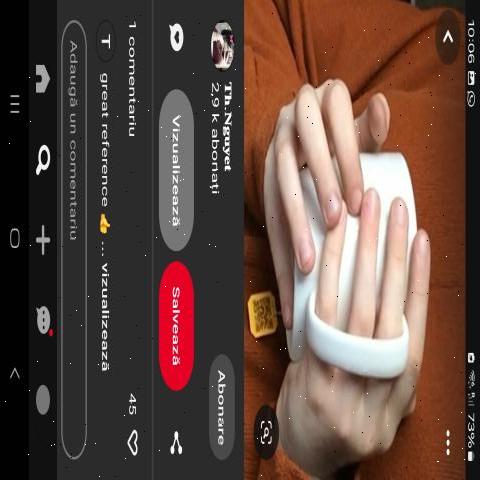 10:06
73%
Th.Nguyet
2,9 k abonați
Abonare
Vizualizează
Salvează
1 comentariu
45
T great reference 👍 ... vizualizează
Adaugă un comentariu